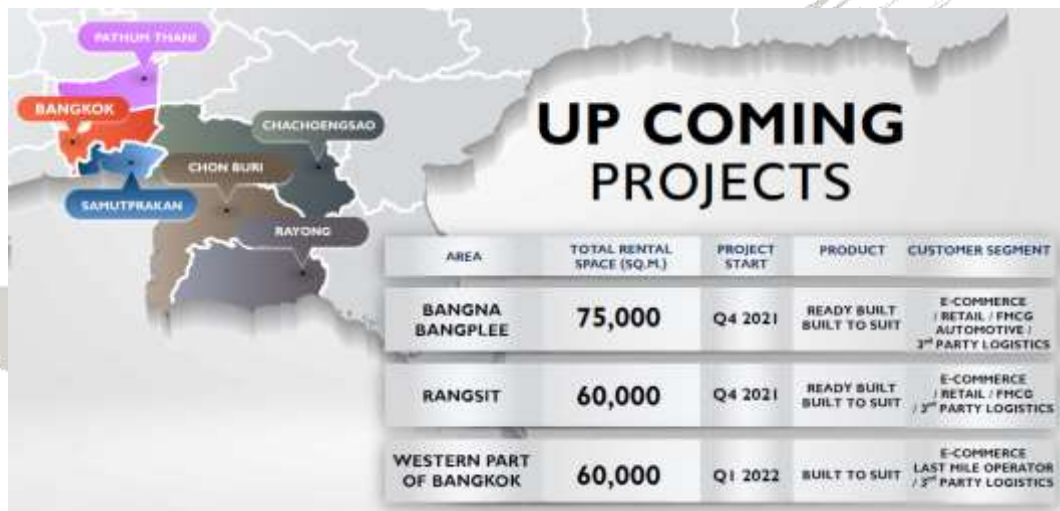 PATHUM THANI
BANGKOK
CHACHOENGSAO
CHON BURI
SAMUTPRAKAN
RAYONG
UP COMING
PROJECTS
AREA
TOTAL RENTAL
SPACE (SQ.M.)
PROJECT
START
PRODUCT
CUSTOMER SEGMENT
BANGNA
BANGPLEE
75,000
Q4 2021
READY BUILT
BUILT TO SUIT
E-COMMERCE
/ RETAIL / FMCG
AUTOMOTIVE /
3rd PARTY LOGISTICS
RANGSIT
60,000
Q4 2021
READY BUILT
BUILT TO SUIT
E-COMMERCE
/ RETAIL / FMCG
/ 3rd PARTY LOGISTICS
WESTERN PART
OF BANGKOK
60,000
Q1 2022
BUILT TO SUIT
E-COMMERCE
LAST MILE OPERATOR
/ 3rd PARTY LOGISTICS